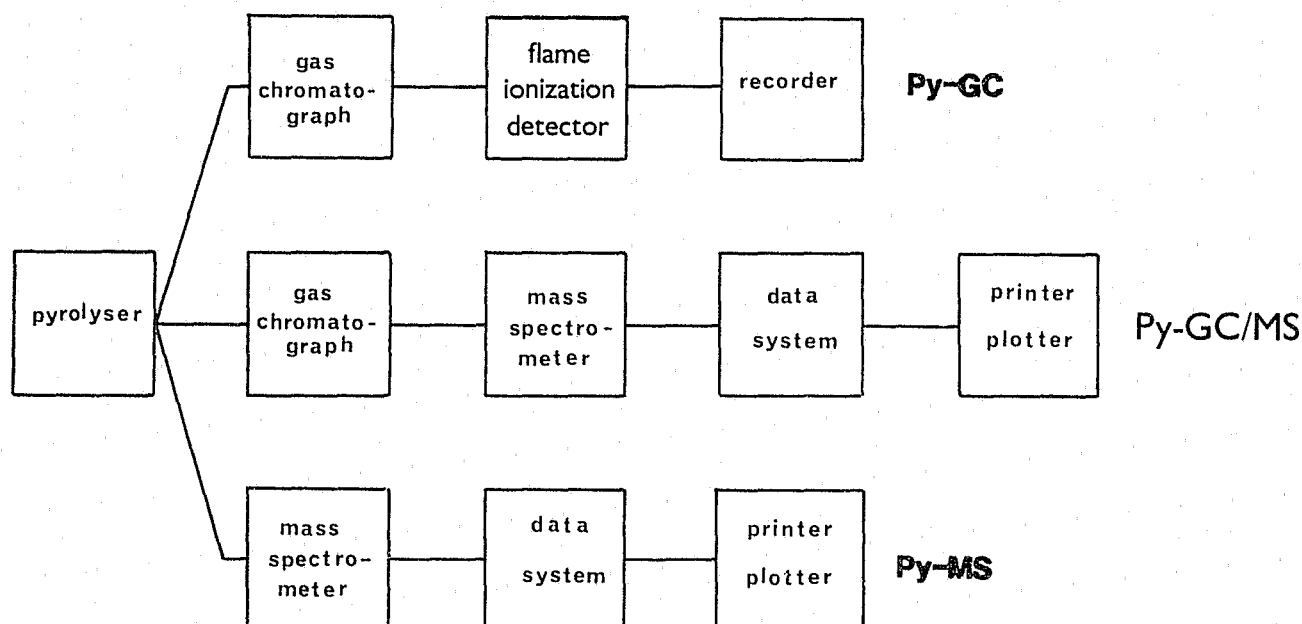 gas
chromato-
graph
flame
ionization
detector
recorder
Py-GC
pyrolyser
gas
chromato-
graph
mass
spectro-
meter
data
system
printer
plotter
Py-GC/MS
mass
spectro-
meter
data
system
printer
plotter
Py-MS